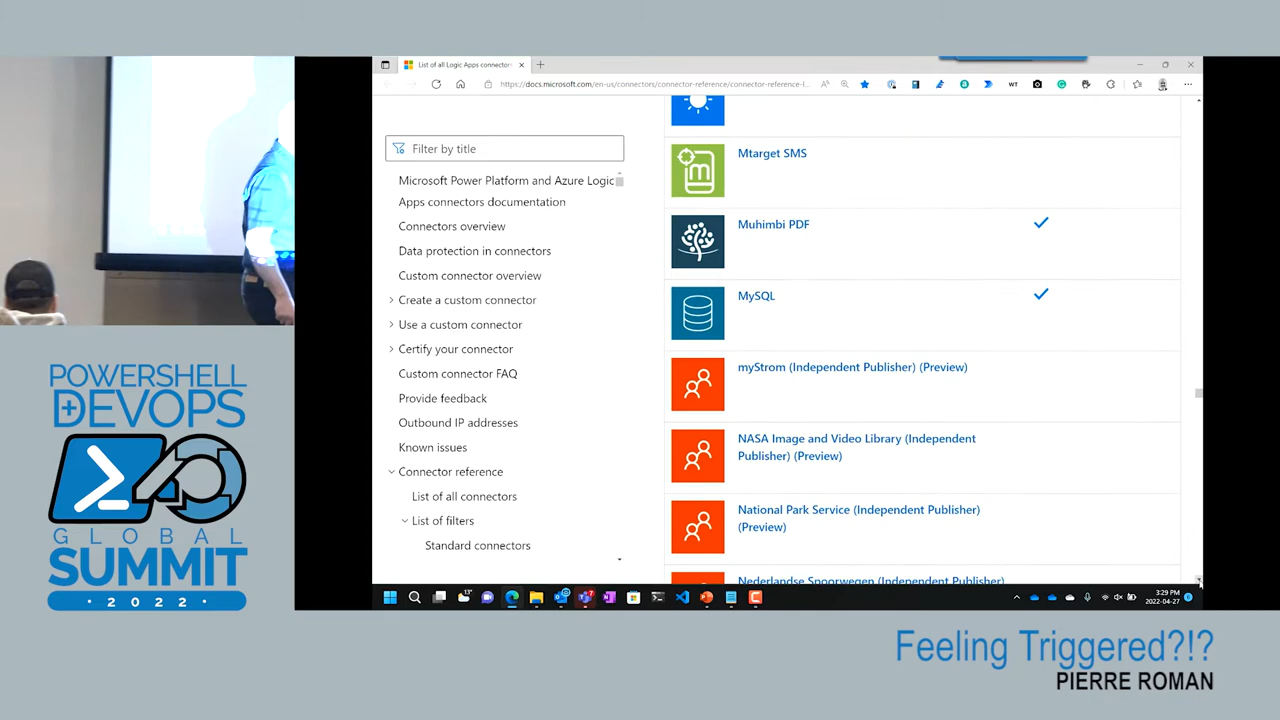 List of all Logic Apps connector
https://docs.microsoft.com/en-us/connectors/connector-reference/connector-reference-l...
WT
Filter by title
Microsoft Power Platform and Azure Logic
Apps connectors documentation
Connectors overview
Data protection in connectors
Custom connector overview
Create a custom connector
Use a custom connector
Certify your connector
Custom connector FAQ
Provide feedback
Outbound IP addresses
Known issues
Connector reference
List of all connectors
List of filters
Standard connectors
Mtarget SMS
Muhimbi PDF
MySQL
myStrom (Independent Publisher) (Preview)
NASA Image and Video Library (Independent
Publisher) (Preview)
National Park Service (Independent Publisher)
(Preview)
Nederlandse Spoorwegen (Independent Publisher)
13°
3:29 PM
2022-04-27
POWERSHELL
DEVOPS
GLOBAL
SUMMIT
· 2022 ·
Feeling Triggered?!?
PIERRE ROMAN